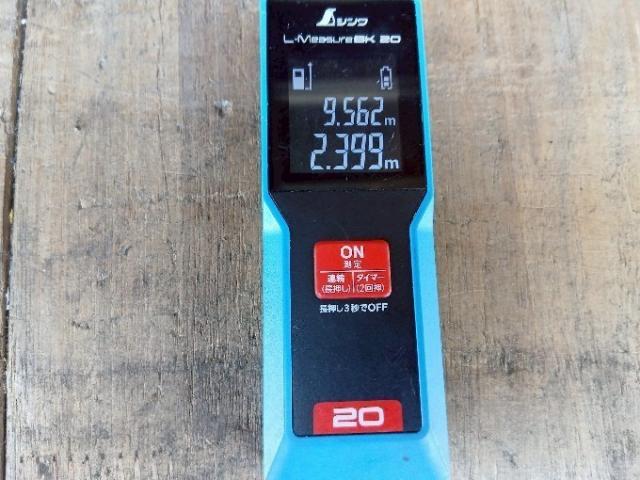 シンワ
L-Measure BK 20
9.562m
2.399m
ON
測定
連続 タイマー
(長押し) (2回押)
長押し3秒でOFF
20